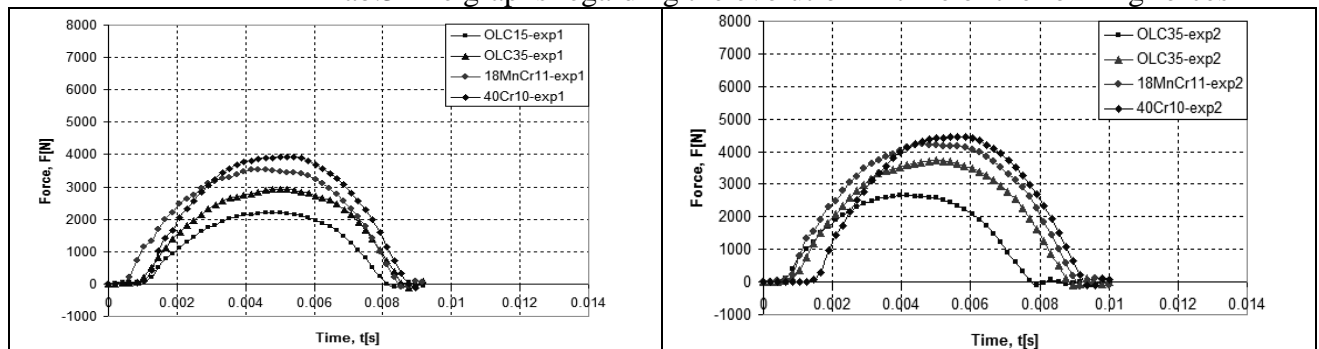 8000
7000
6000
5000
4000
3000
2000
1000
0
-1000
Force, F[N]
OLC15-exp1
OLC35-exp1
18MnCr11-exp1
40Cr10-exp1
0 0.002 0.004 0.006 0.008 0.01 0.012 0.014
Time, t[s]
8000
7000
6000
5000
4000
3000
2000
1000
0
-1000
Force, F[N]
OLC35-exp2
OLC35-exp2
18MnCr11-exp2
40Cr10-exp2
0 0.002 0.004 0.006 0.008 0.01 0.012 0.014
Time, t[s]